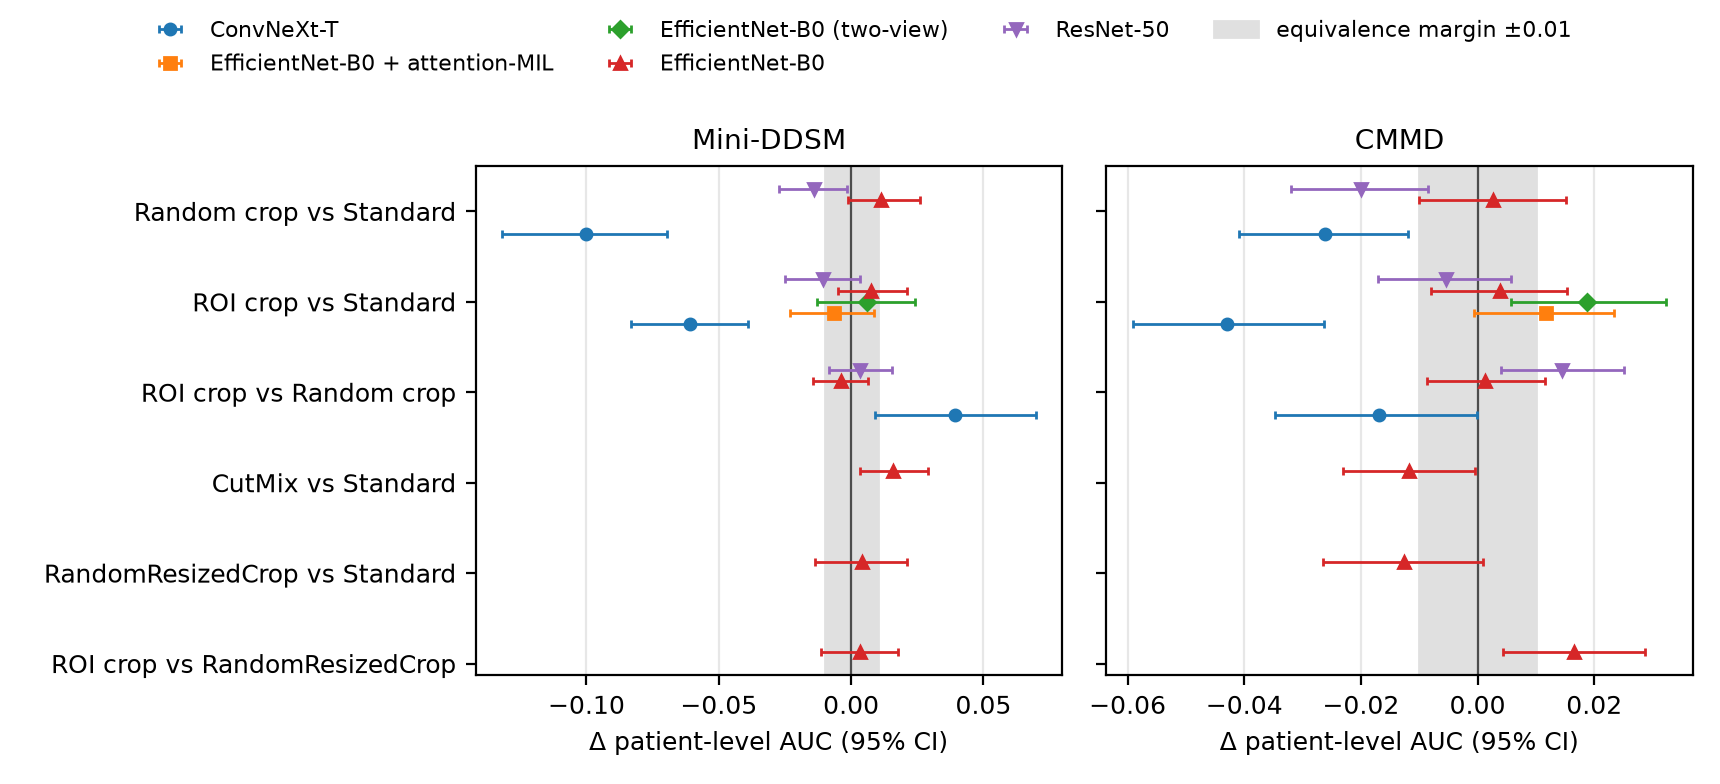 ConvNeXt-T
EfficientNet-B0 + attention-MIL
EfficientNet-B0 (two-view)
EfficientNet-B0
ResNet-50
equivalence margin ±0.01
Mini-DDSM
CMMD
Random crop vs Standard
ROI crop vs Standard
ROI crop vs Random crop
CutMix vs Standard
RandomResizedCrop vs Standard
ROI crop vs RandomResizedCrop
−0.10 −0.05 0.00 0.05
−0.06 −0.04 −0.02 0.00 0.02
Δ patient-level AUC (95% CI)
Δ patient-level AUC (95% CI)